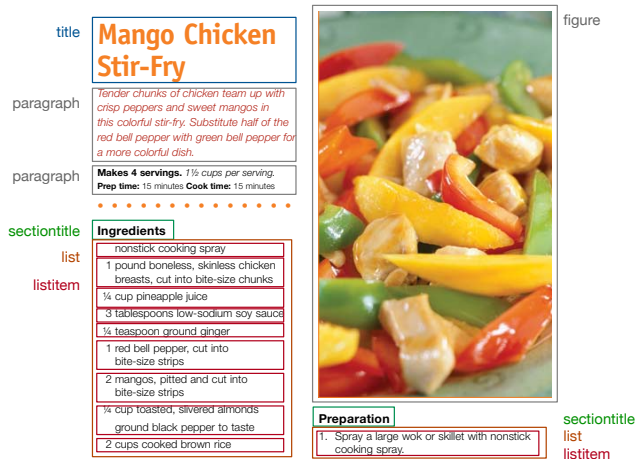 title
Mango Chicken
Stir-Fry
paragraph
Tender chunks of chicken team up with
crisp peppers and sweet mangos in
this colorful stir-fry. Substitute half of the
red bell pepper with green bell pepper for
a more colorful dish.
paragraph
Makes 4 servings. 1½ cups per serving.
Prep time: 15 minutes Cook time: 15 minutes
sectiontitle
Ingredients
list
listitem
nonstick cooking spray
1 pound boneless, skinless chicken
breasts, cut into bite-size chunks
¼ cup pineapple juice
3 tablespoons low-sodium soy sauce
¼ teaspoon ground ginger
1 red bell pepper, cut into
bite-size strips
2 mangos, pitted and cut into
bite-size strips
¼ cup toasted, slivered almonds
ground black pepper to taste
2 cups cooked brown rice
figure
Preparation
sectiontitle
1. Spray a large wok or skillet with nonstick
cooking spray.
list
listitem